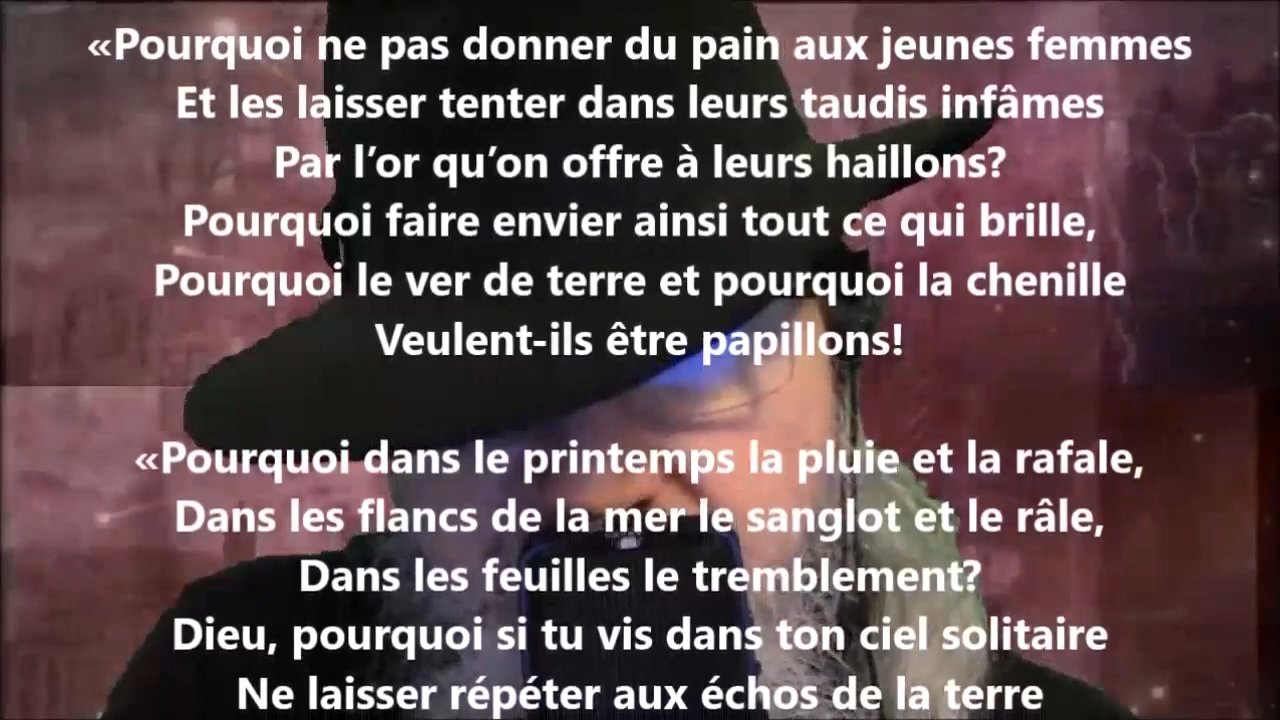 «Pourquoi ne pas donner du pain aux jeunes femmes
Et les laisser tenter dans leurs taudis infâmes
Par l’or qu’on offre à leurs haillons?
Pourquoi faire envier ainsi tout ce qui brille,
Pourquoi le ver de terre et pourquoi la chenille
Veulent-ils être papillons!
«Pourquoi dans le printemps la pluie et la rafale,
Dans les flancs de la mer le sanglot et le râle,
Dans les feuilles le tremblement?
Dieu, pourquoi si tu vis dans ton ciel solitaire
Ne laisser répéter aux échos de la terre